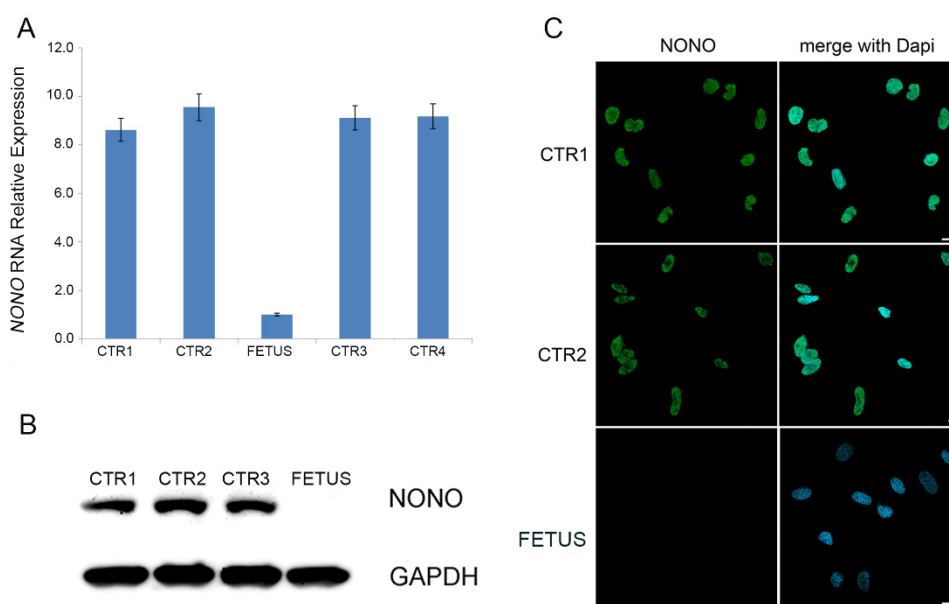 A
NONO RNA Relative Expression
12.0
10.0
8.0
6.0
4.0
2.0
0.0
CTR1 CTR2 FETUS CTR3 CTR4
B
CTR1 CTR2 CTR3 FETUS
NONO
GAPDH
C
NONO merge with Dapi
CTR1
CTR2
FETUS